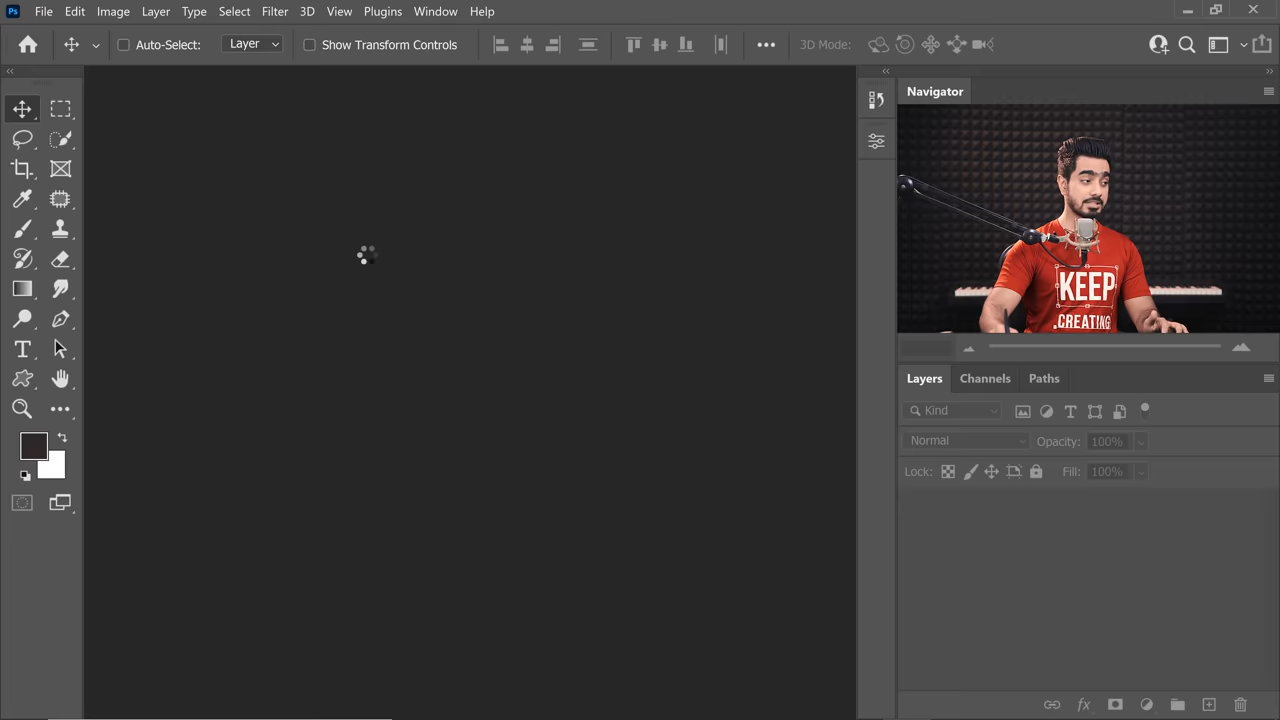 Ps File Edit Image Layer Type Select Filter 3D View Plugins Window Help
Auto-Select: Layer Show Transform Controls 3D Mode:
Navigator
KEEP
.CREATING.
Layers Channels Paths
Kind
Normal Opacity: 100%
Lock: Fill: 100%